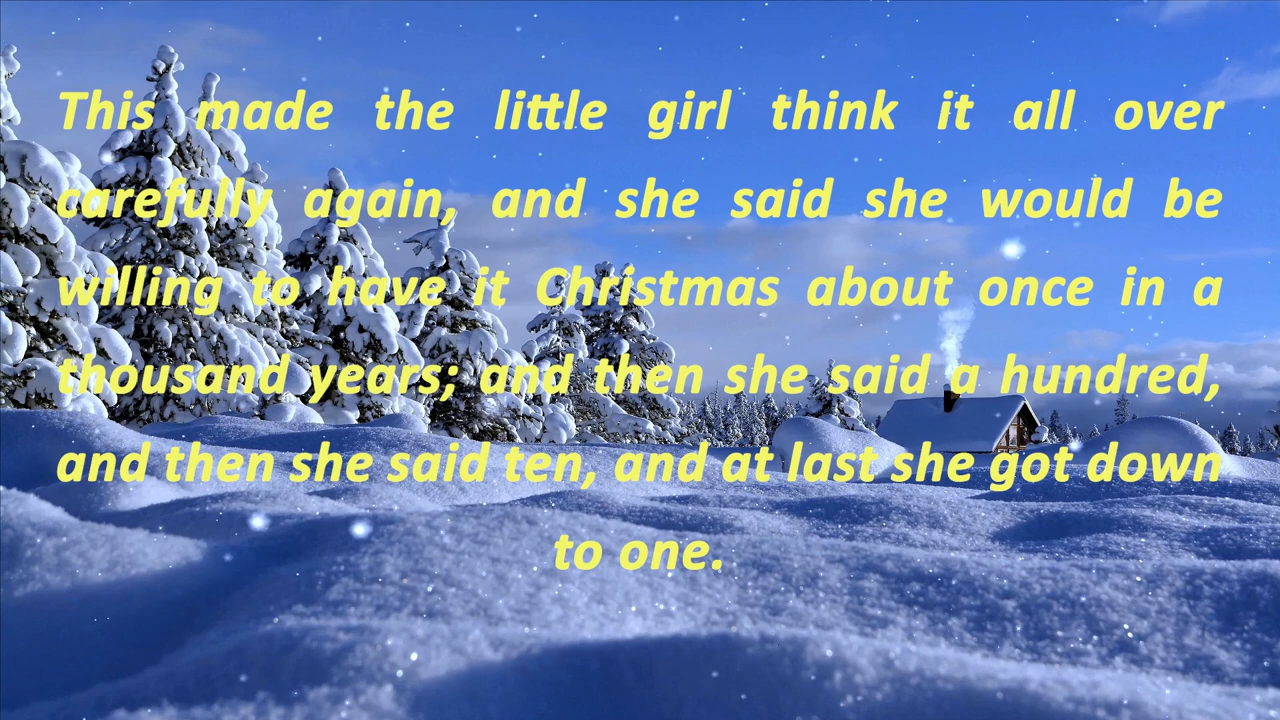 This made the little girl think it all over
carefully again, and she said she would be
willing to have it Christmas about once in a
thousand years; and then she said a hundred,
and then she said ten, and at last she got down
to one.